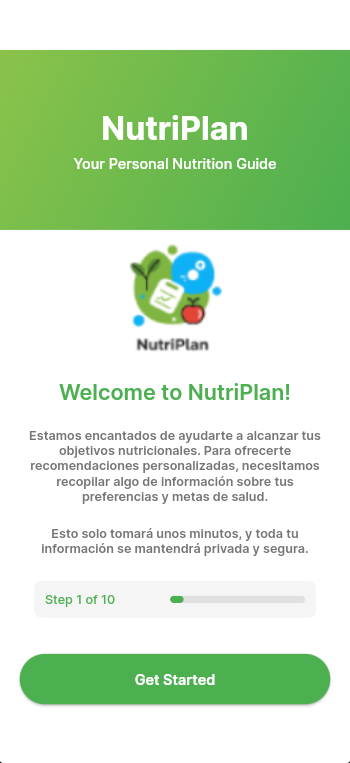 NutriPlan
Your Personal Nutrition Guide
NutriPlan
Welcome to NutriPlan!
Estamos encantados de ayudarte a alcanzar tus
objetivos nutricionales. Para ofrecerte
recomendaciones personalizadas, necesitamos
recopilar algo de información sobre tus
preferencias y metas de salud.
Esto solo tomará unos minutos, y toda tu
información se mantendrá privada y segura.
Step 1 of 10
Get Started